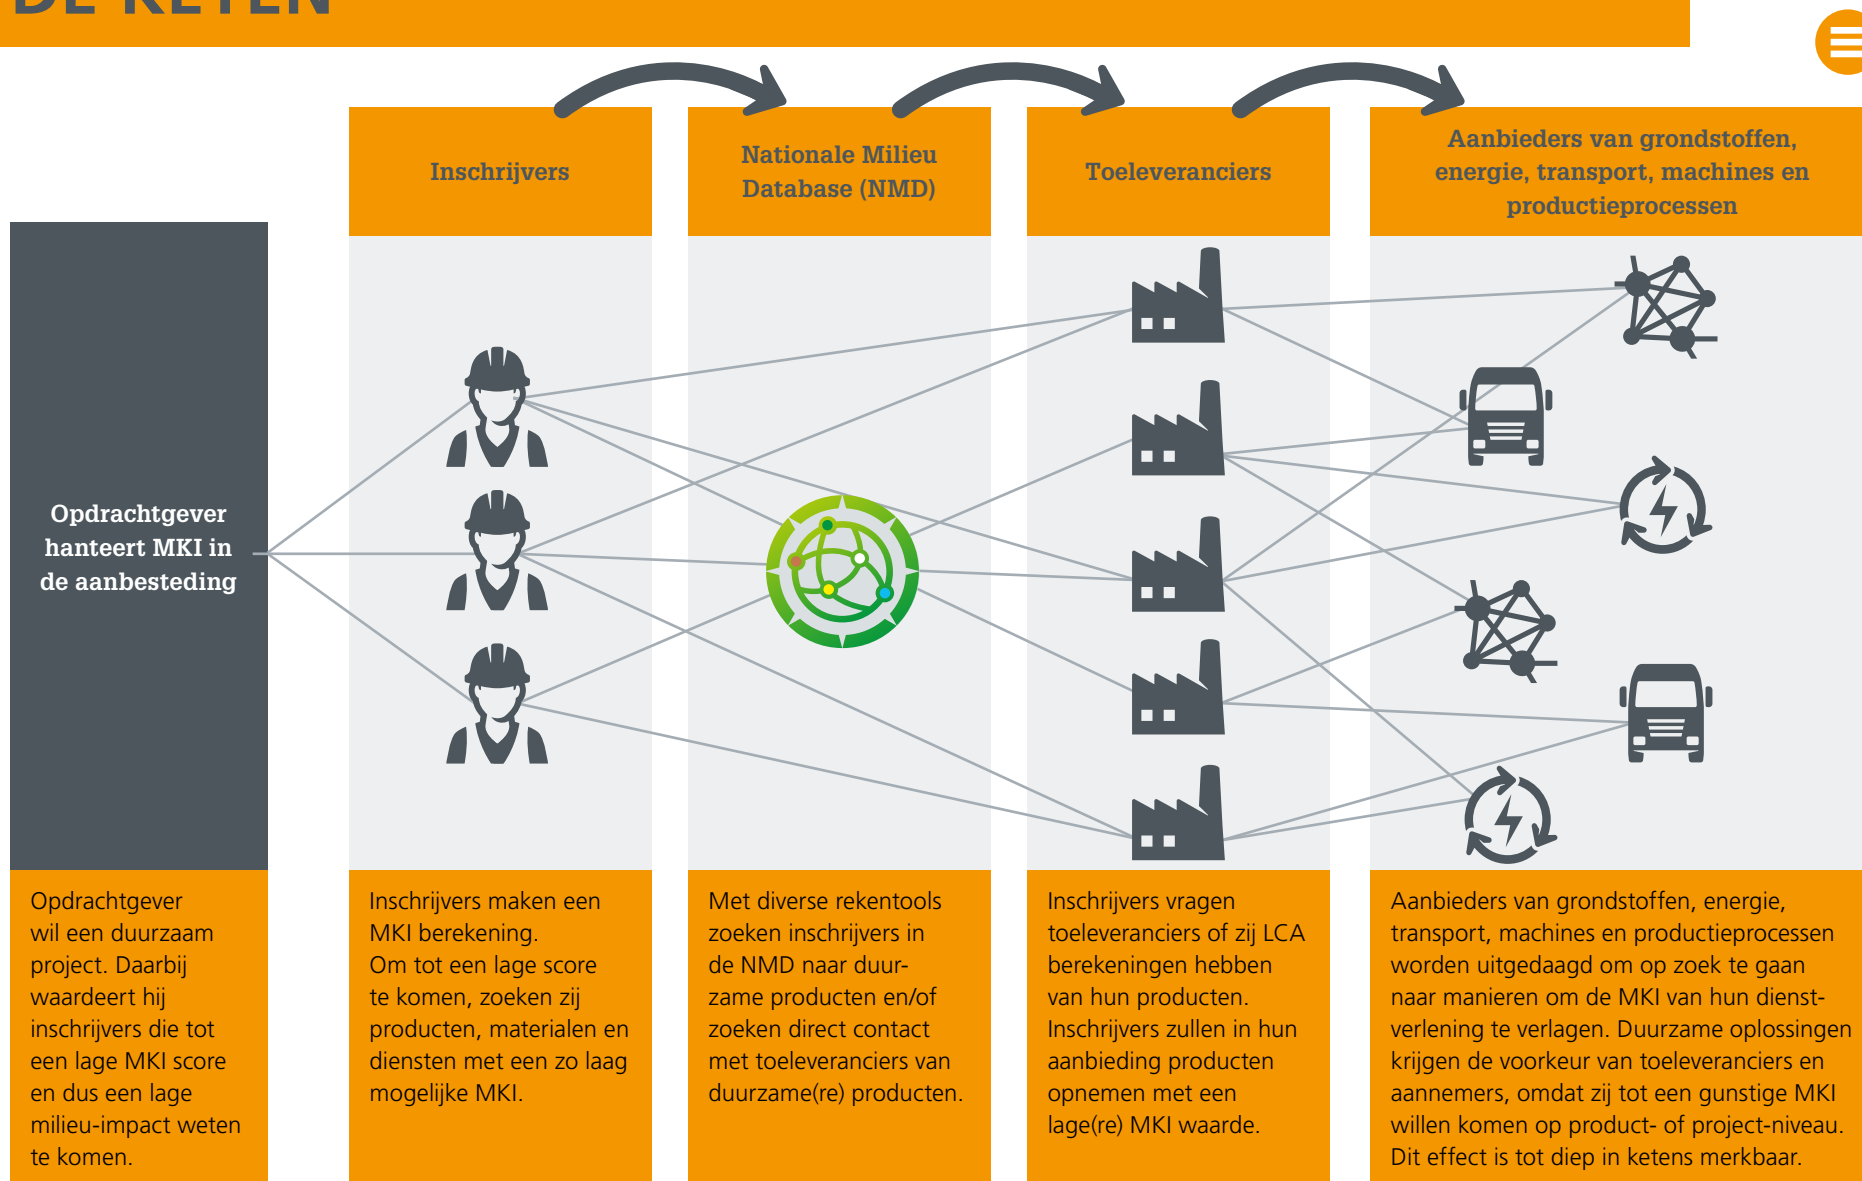 DE KETEN
Inschrijvers
Nationale Milieu
Database (NMD)
Toeleveranciers
Aanbieders van grondstoffen,
energie, transport, machines en
productieprocessen
Opdrachtgever
hanteert MKI in
de aanbesteding
Opdrachtgever
wil een duurzaam
project. Daarbij
waardeert hij
inschrijvers die tot
een lage MKI score
en dus een lage
milieu-impact weten
te komen.
Inschrijvers maken een
MKI berekening.
Om tot een lage score
te komen, zoeken zij
producten, materialen en
diensten met een zo laag
mogelijke MKI.
Met diverse rekentools
zoeken inschrijvers in
de NMD naar duur-
zame producten en/of
zoeken direct contact
met toeleveranciers van
duurzame(re) producten.
Inschrijvers vragen
toeleveranciers of zij LCA
berekeningen hebben
van hun producten.
Inschrijvers zullen in hun
aanbieding producten
opnemen met een
lage(re) MKI waarde.
Aanbieders van grondstoffen, energie,
transport, machines en productieprocessen
worden uitgedaagd om op zoek te gaan
naar manieren om de MKI van hun dienst-
verlening te verlagen. Duurzame oplossingen
krijgen de voorkeur van toeleveranciers en
aannemers, omdat zij tot een gunstige MKI
willen komen op product- of project-niveau.
Dit effect is tot diep in ketens merkbaar.